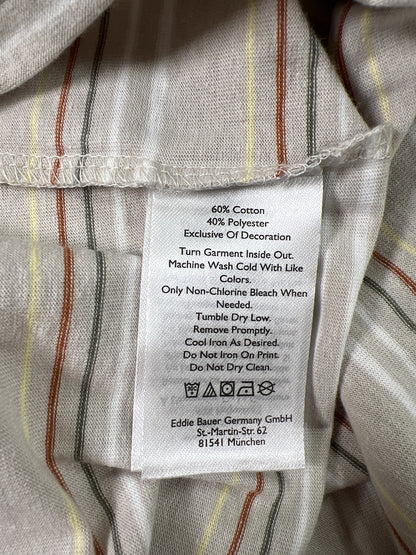 60% Cotton
40% Polyester
Exclusive Of Decoration
Turn Garment Inside Out.
Machine Wash Cold With Like
Colors.
Only Non-Chlorine Bleach When
Needed.
Tumble Dry Low.
Remove Promptly.
Cool Iron As Desired.
Do Not Iron On Print.
Do Not Dry Clean.
Eddie Bauer Germany GmbH
St.-Martin-Str. 62
81541 München